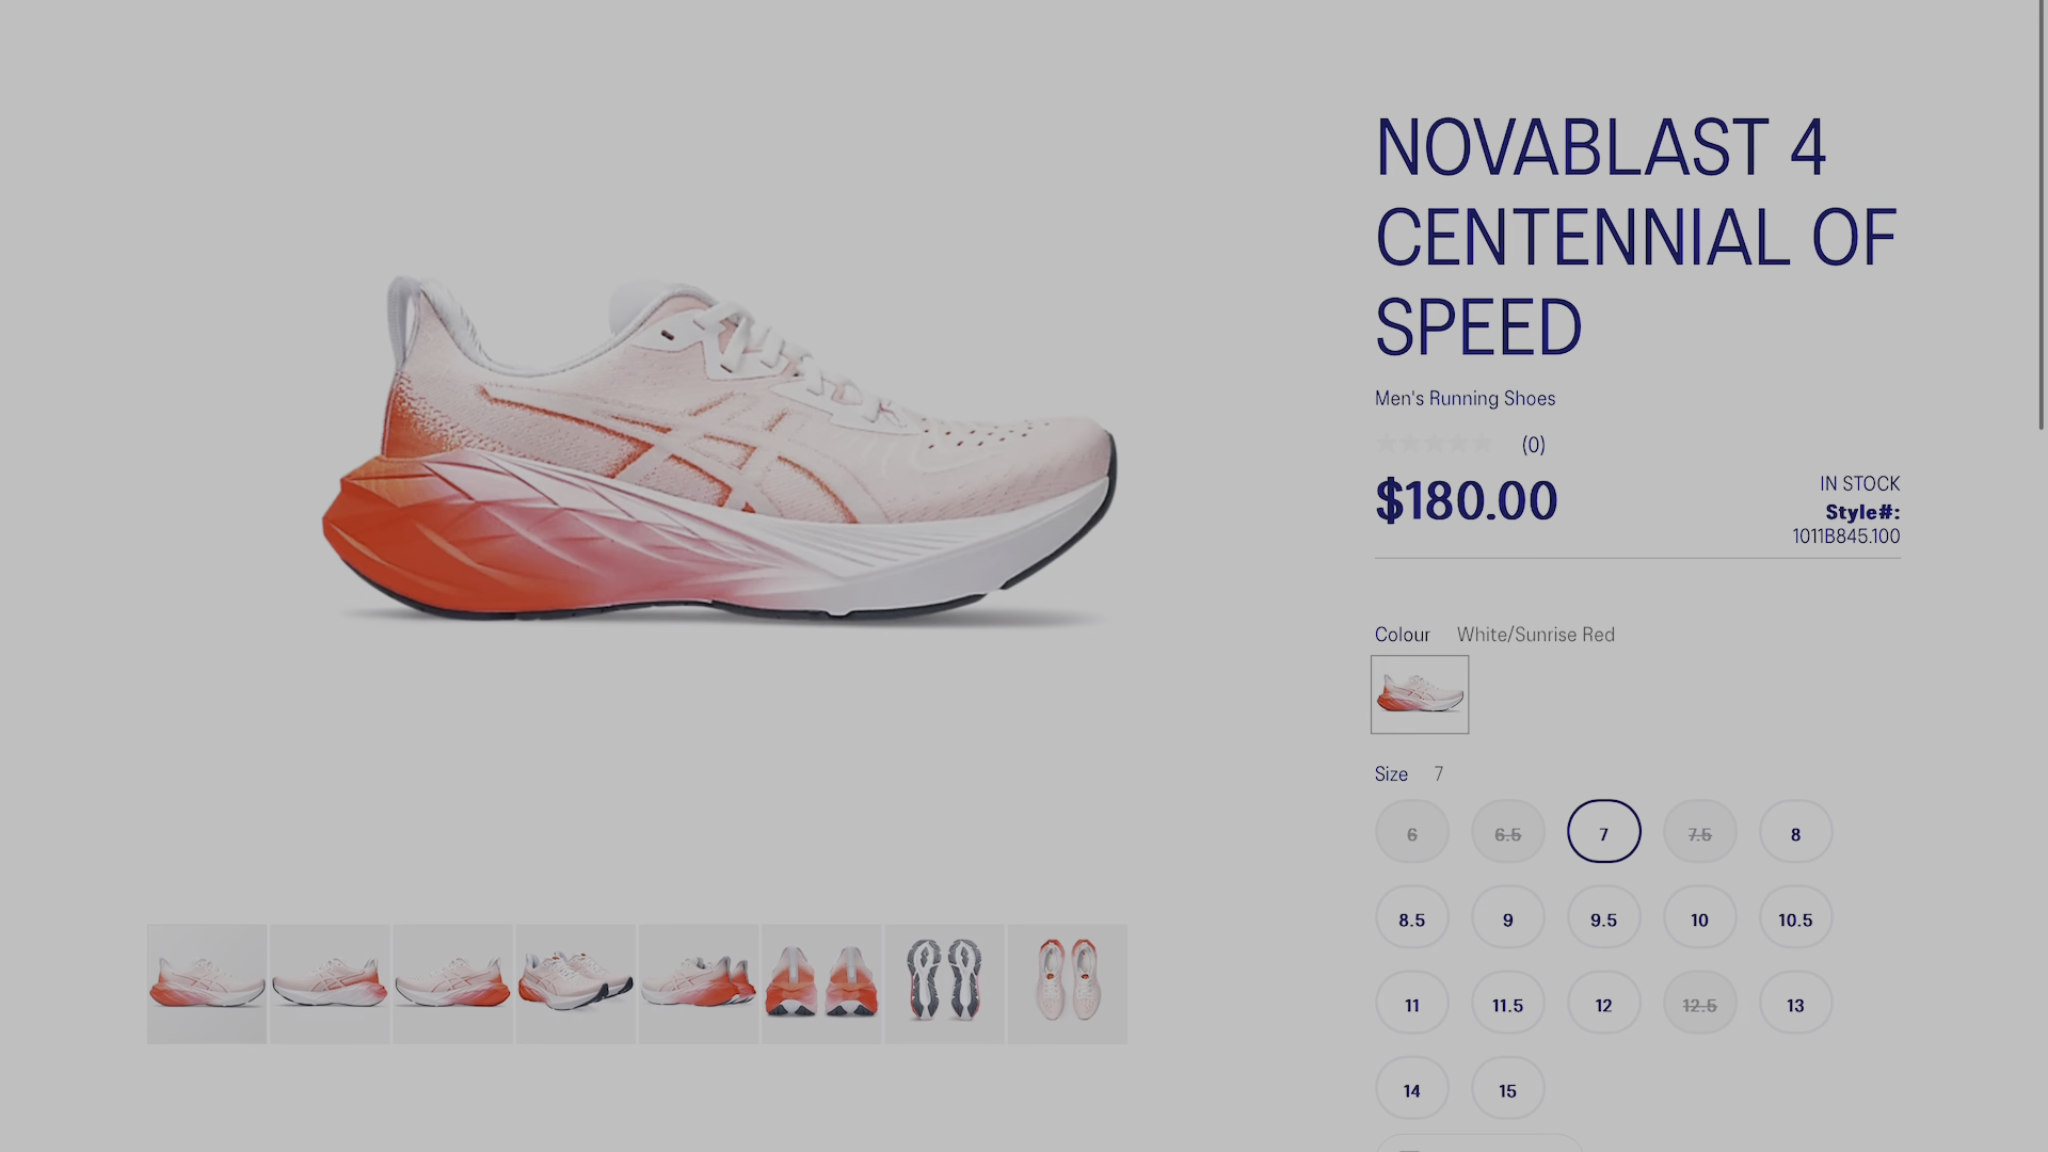 NOVABLAST 4
CENTENNIAL OF
SPEED
Men's Running Shoes
(0)
$180.00
IN STOCK
Style#:
1011B845.100
Colour White/Sunrise Red
Size 7
6 6.5 7 7.5 8
8.5 9 9.5 10 10.5
11 11.5 12 12.5 13
14 15